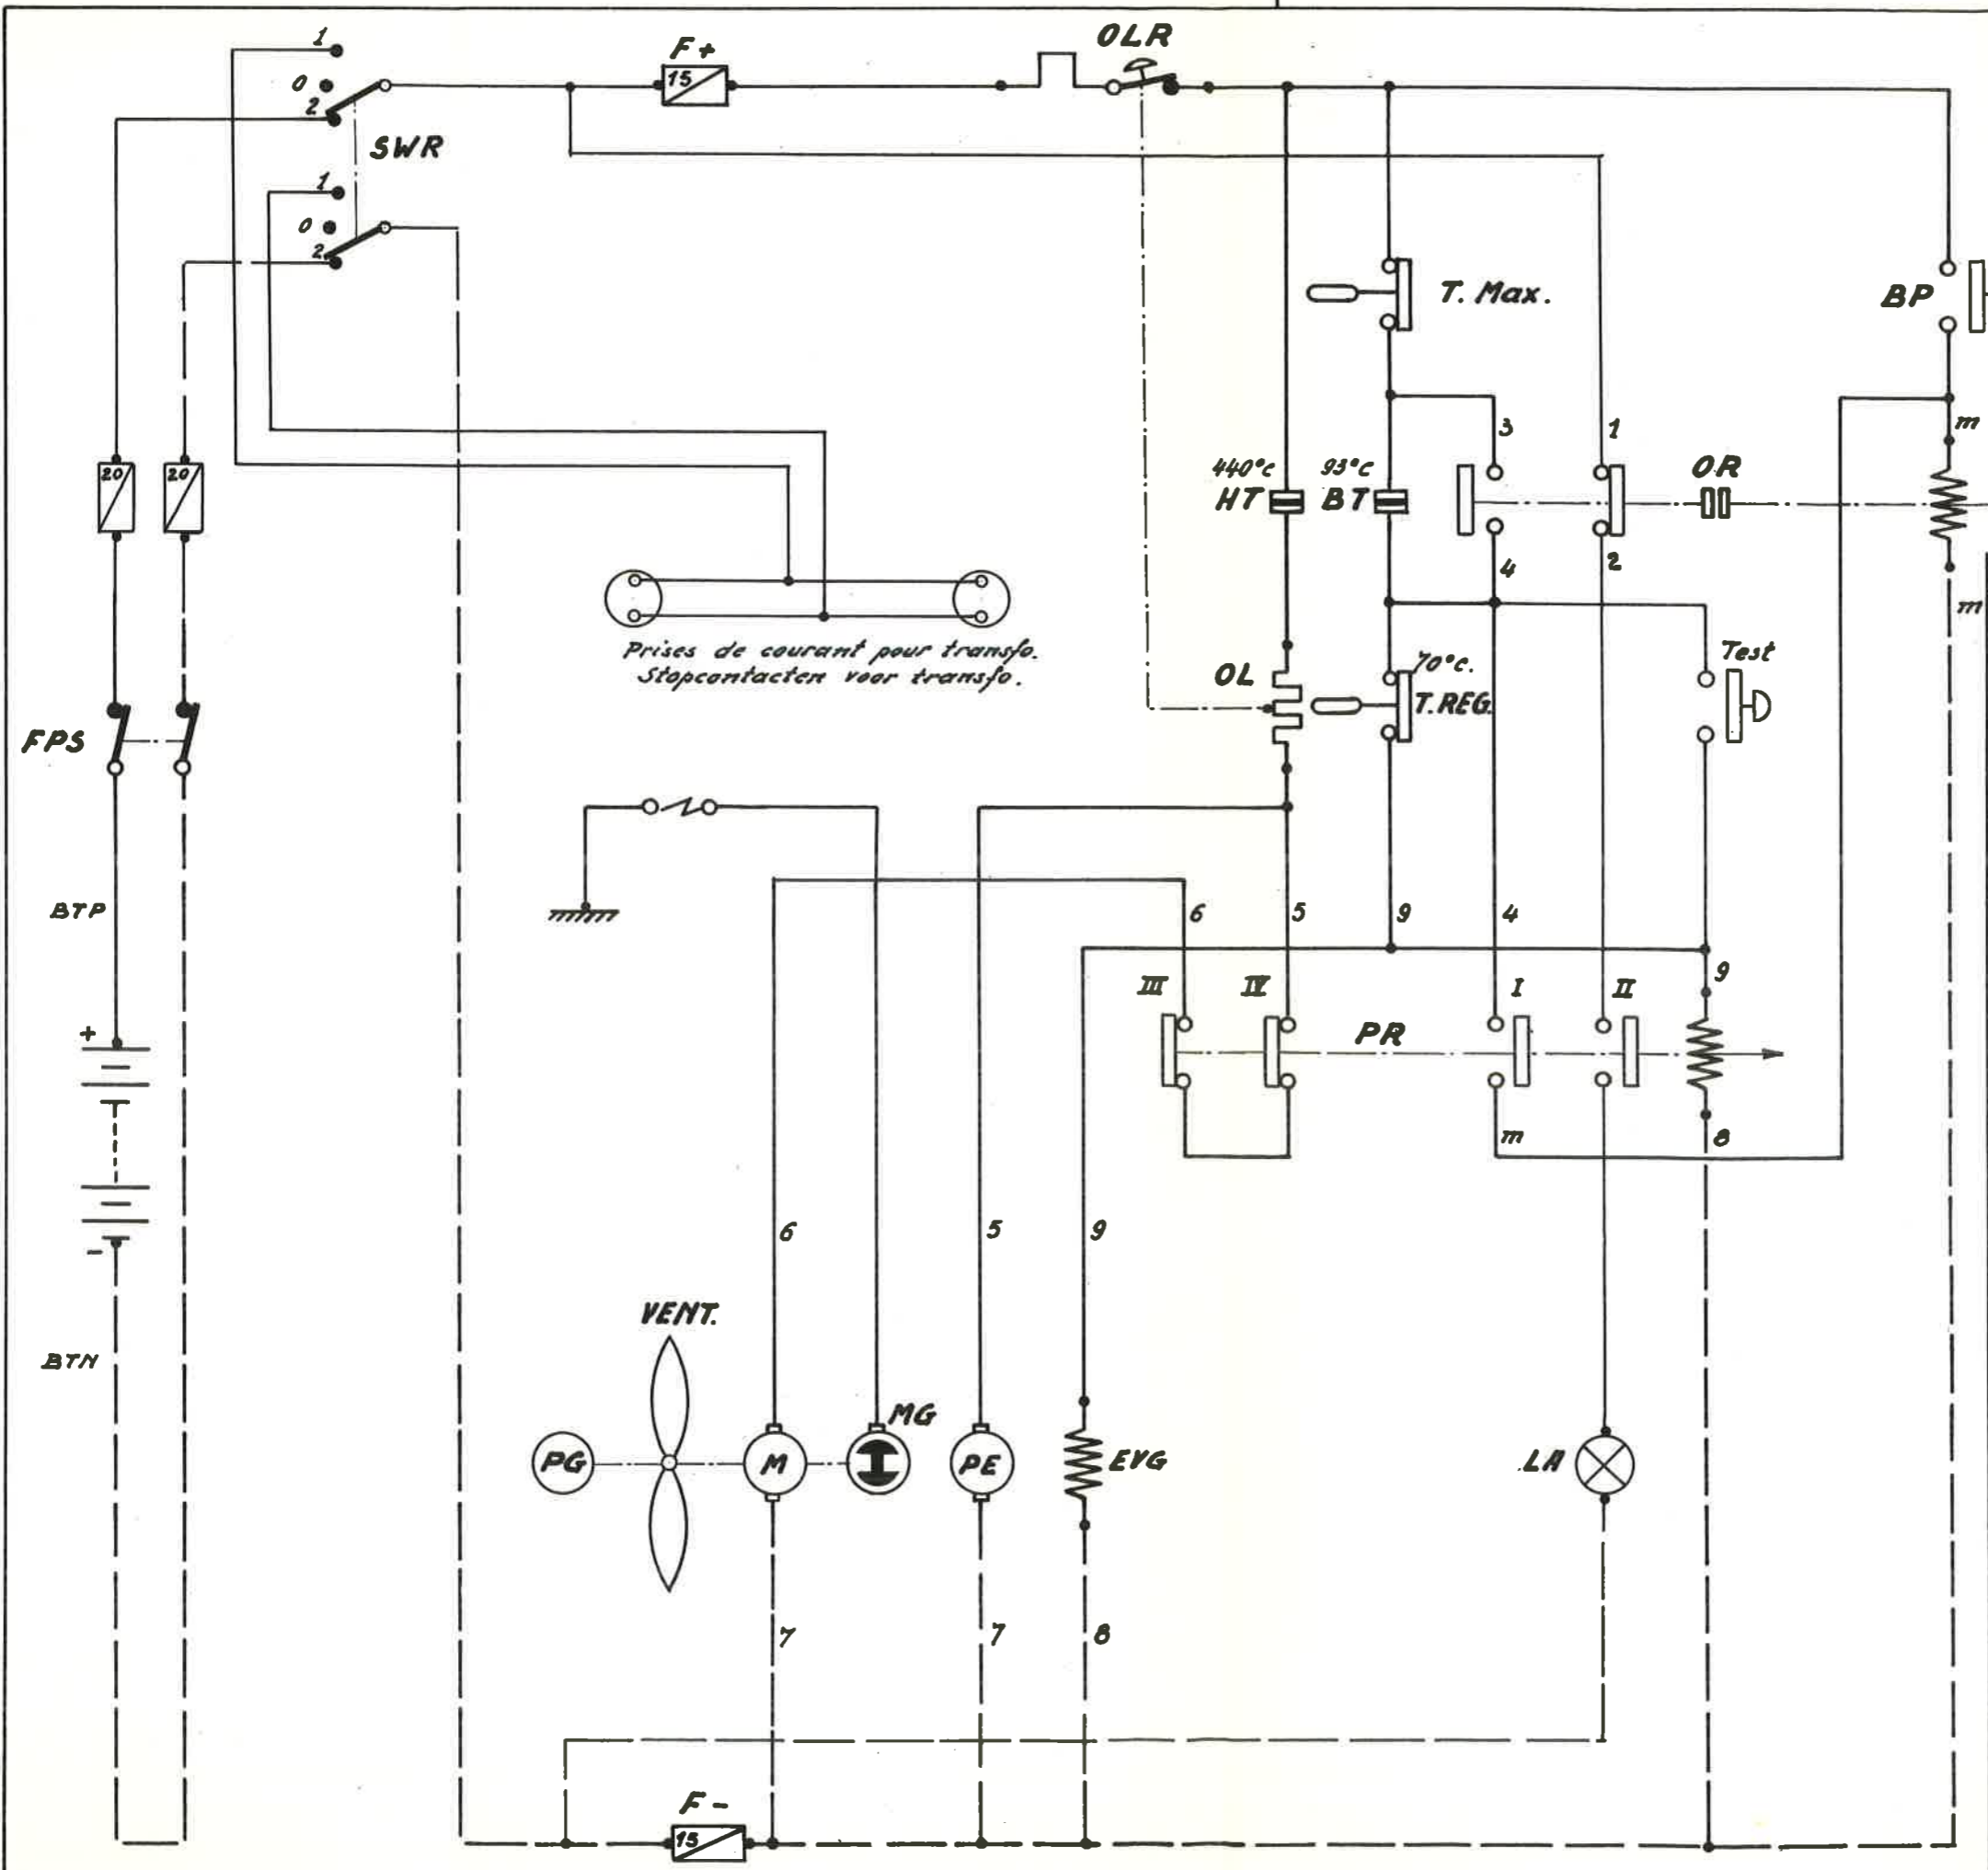 1
F+
OLR
15
0
2
SWR
1
0
2
T. Max.
BP
m
3
1
20
20
440°c
HT
93°c
BT
OR
4
2
m
Prises de courant pour transfo.
Stopcontacten voor transfo.
OL
70°c.
T.REG.
Test
FPS
BTP
6
5
9
4
9
III
IV
I
II
PR
+
m
8
-
6
5
9
VENT.
BTN
MG
PG
M
PE
EVG
LA
7
7
8
F-
15